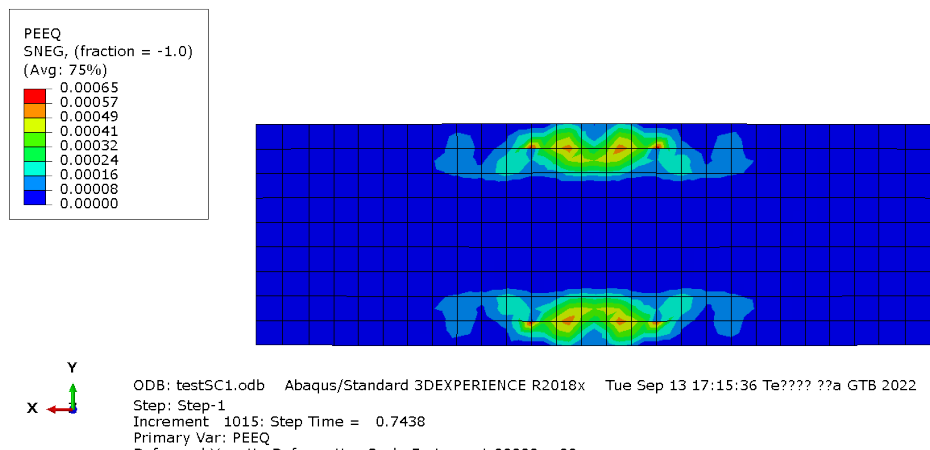 PEEQ
SNEG, (fraction = -1.0)
(Avg: 75%)
0.00065
0.00057
0.00049
0.00041
0.00032
0.00024
0.00016
0.00008
0.00000
Y
X
ODB: testSC1.odb Abaqus/Standard 3DEXPERIENCE R2018x Tue Sep 13 17:15:36 Te???? ??a GTB 2022
Step: Step-1
Increment 1015: Step Time = 0.7438
Primary Var: PEEQ